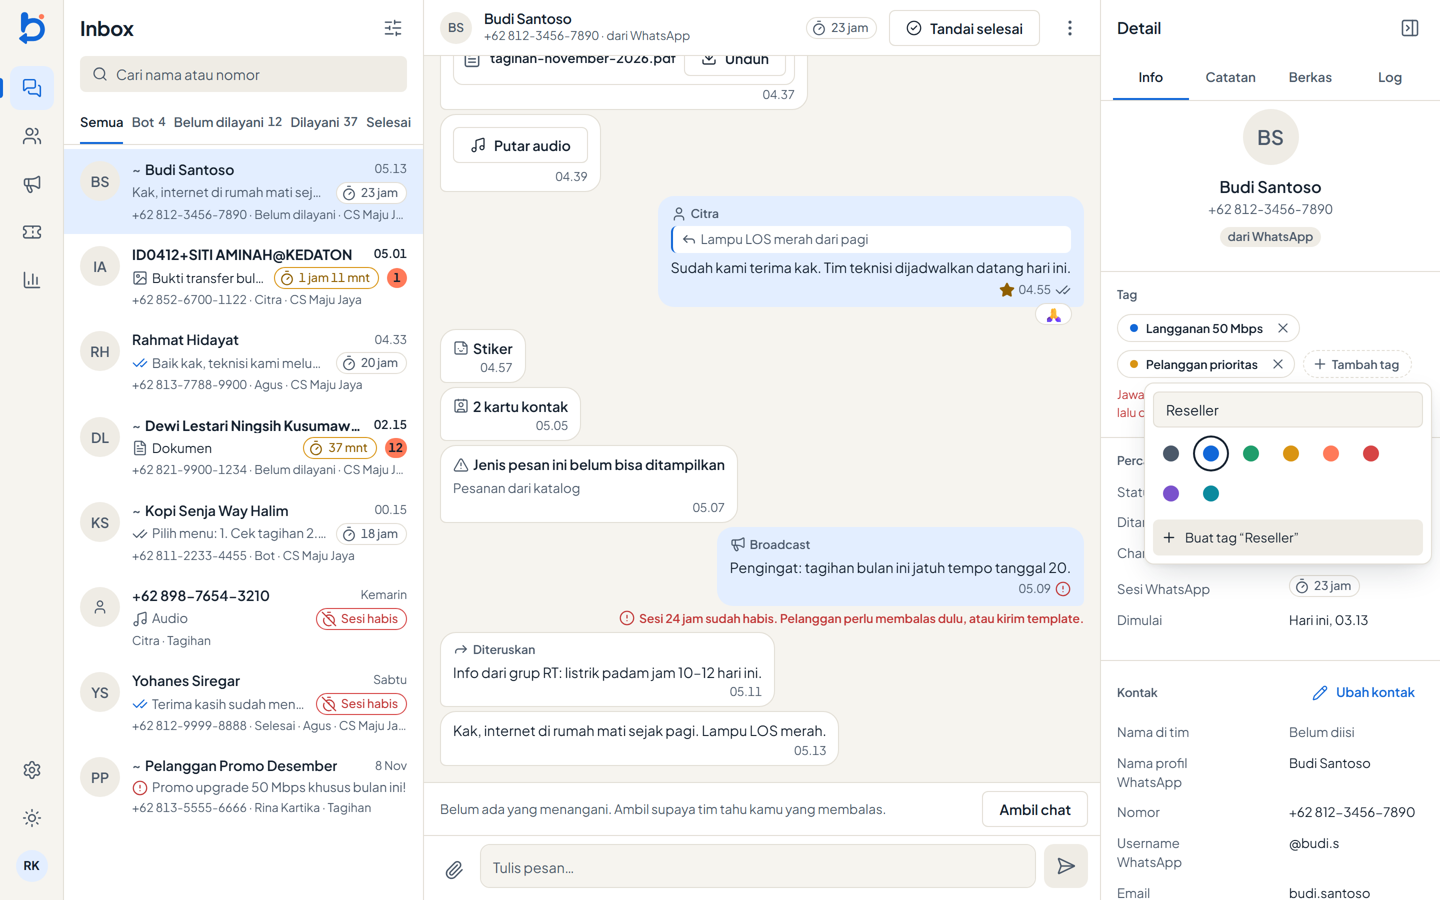 Inbox
Cari nama atau nomor
Semua
Bot 4
Belum dilayani 12
Dilayani 37
Selesai
BS
~ Budi Santoso
05.13
Kak, internet di rumah mati sej…
23 jam
+62 812-3456-7890 · Belum dilayani · CS Maju J…
IA
ID0412+SITI AMINAH@KEDATON
05.01
Bukti transfer bul…
1 jam 11 mnt
1
+62 852-6700-1122 · Citra · CS Maju Jaya
RH
Rahmat Hidayat
04.33
Baik kak, teknisi kami melu…
20 jam
+62 813-7788-9900 · Agus · CS Maju Jaya
DL
~ Dewi Lestari Ningsih Kusumaw…
02.15
Dokumen
37 mnt
12
+62 821-9900-1234 · Belum dilayani · CS Maju J…
KS
~ Kopi Senja Way Halim
00.15
Pilih menu: 1. Cek tagihan 2.…
18 jam
+62 811-2233-4455 · Bot · CS Maju Jaya
+62 898-7654-3210
Kemarin
Audio
Sesi habis
Citra · Tagihan
YS
Yohanes Siregar
Sabtu
Terima kasih sudah men…
Sesi habis
+62 812-9999-8888 · Selesai · Agus · CS Maju Ja…
PP
~ Pelanggan Promo Desember
8 Nov
Promo upgrade 50 Mbps khusus bulan ini!
+62 813-5555-6666 · Rina Kartika · Tagihan
RK
BS
Budi Santoso
+62 812-3456-7890 · dari WhatsApp
23 jam
Tandai selesai
tagihan-november-2026.pdf
Unduh
04.37
Putar audio
04.39
Citra
Lampu LOS merah dari pagi
Sudah kami terima kak. Tim teknisi dijadwalkan datang hari ini.
04.55
Stiker
04.57
2 kartu kontak
05.05
Jenis pesan ini belum bisa ditampilkan
Pesanan dari katalog
05.07
Broadcast
Pengingat: tagihan bulan ini jatuh tempo tanggal 20.
05.09
Sesi 24 jam sudah habis. Pelanggan perlu membalas dulu, atau kirim template.
Diteruskan
Info dari grup RT: listrik padam jam 10–12 hari ini.
05.11
Kak, internet di rumah mati sejak pagi. Lampu LOS merah.
05.13
Belum ada yang menangani. Ambil supaya tim tahu kamu yang membalas.
Ambil chat
Tulis pesan…
Detail
Info
Catatan
Berkas
Log
BS
Budi Santoso
+62 812-3456-7890
dari WhatsApp
Tag
Langganan 50 Mbps
Pelanggan prioritas
Tambah tag
Reseller
Buat tag “Reseller”
Sesi WhatsApp
23 jam
Dimulai
Hari ini, 03.13
Kontak
Ubah kontak
Nama di tim
Belum diisi
Nama profil WhatsApp
Budi Santoso
Nomor
+62 812-3456-7890
Username WhatsApp
@budi.s
Email
budi.santoso